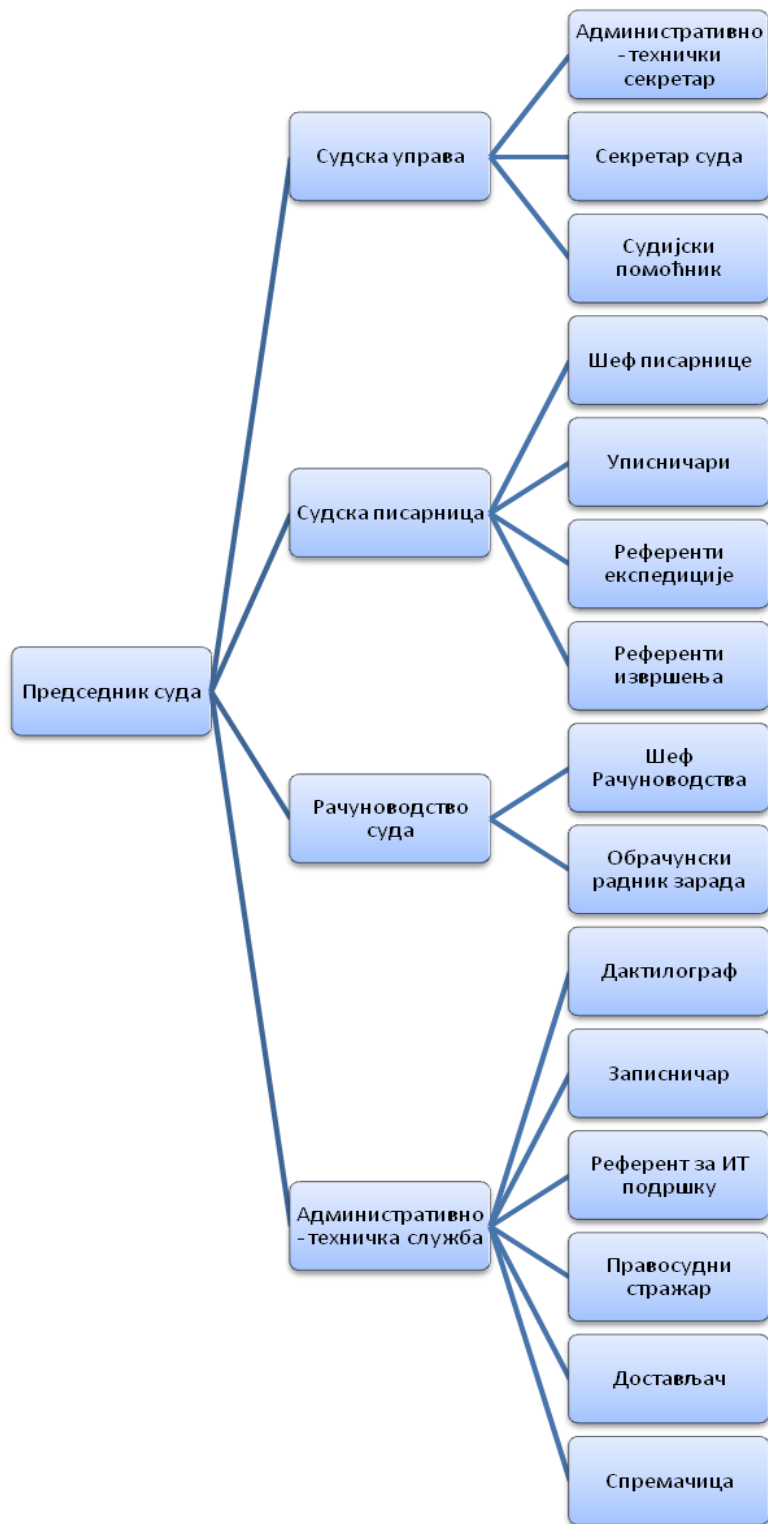 Председник суда
Судска управа
Административно
-технички
секретар
Секретар суда
Судијски
помоћник
Судска писарница
Шеф писарнице
Уписничари
Референти
експедиције
Референти
извршења
Рачуноводство
суда
Шеф
Рачуноводства
Обрачунски
радник зарада
Административно
-техничка служба
Дактилограф
Записничар
Референт за ИТ
подршку
Правосудни
стражар
Достављач
Спремачица